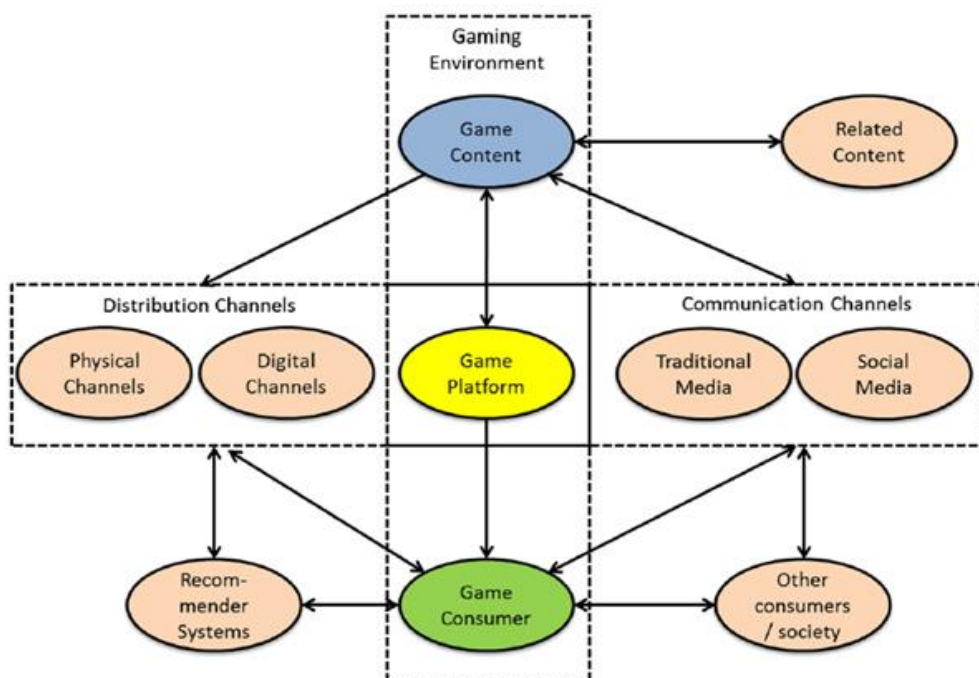 Gaming
Environment
Game
Content
Related
Content
Distribution Channels
Physical
Channels
Digital
Channels
Game
Platform
Communication Channels
Traditional
Media
Social
Media
Recom-
mender
Systems
Game
Consumer
Other
consumers
/ society